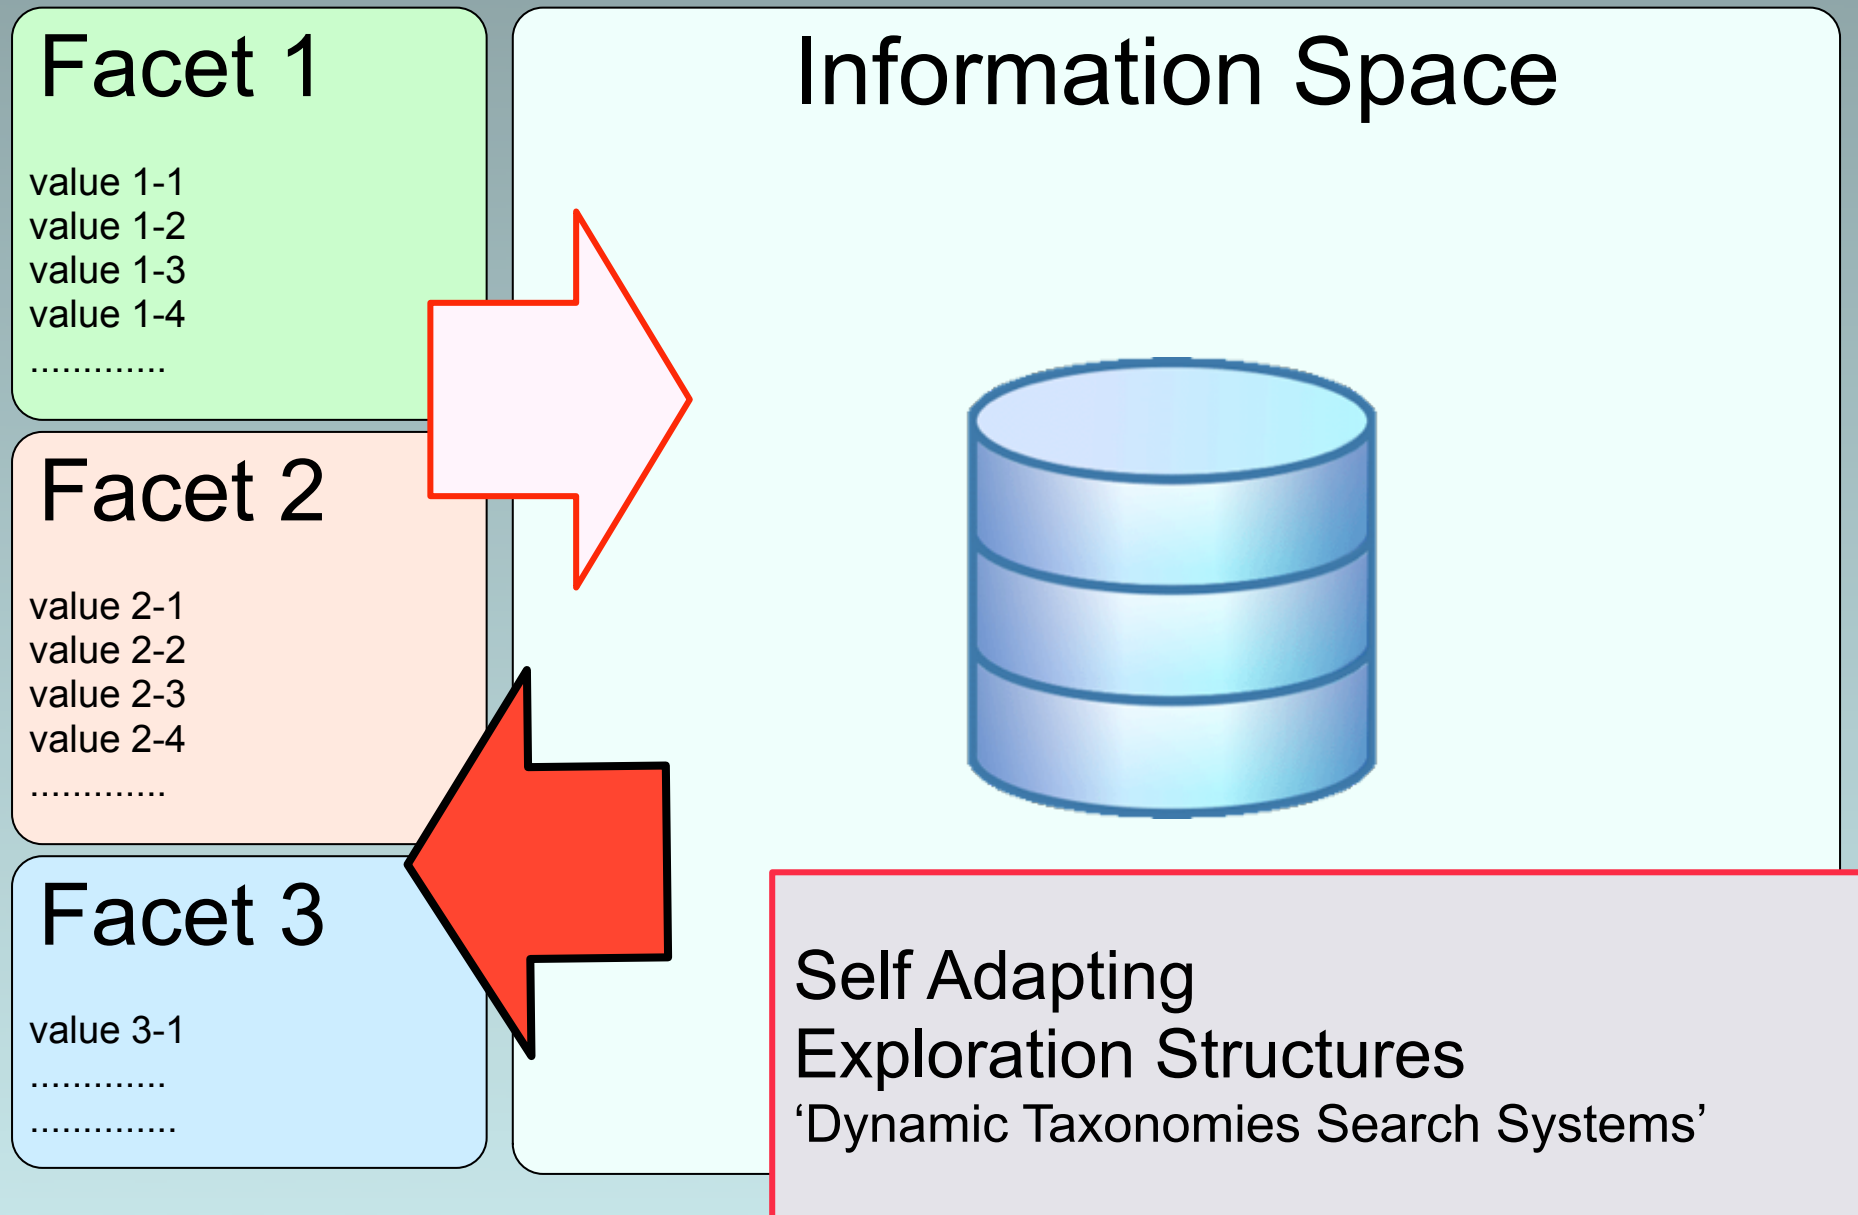 Facet 1
value 1-1
value 1-2
value 1-3
value 1-4
.............
Facet 2
value 2-1
value 2-2
value 2-3
value 2-4
.............
Facet 3
value 3-1
.............
..............
Information Space
Self Adapting
Exploration Structures
‘Dynamic Taxonomies Search Systems’